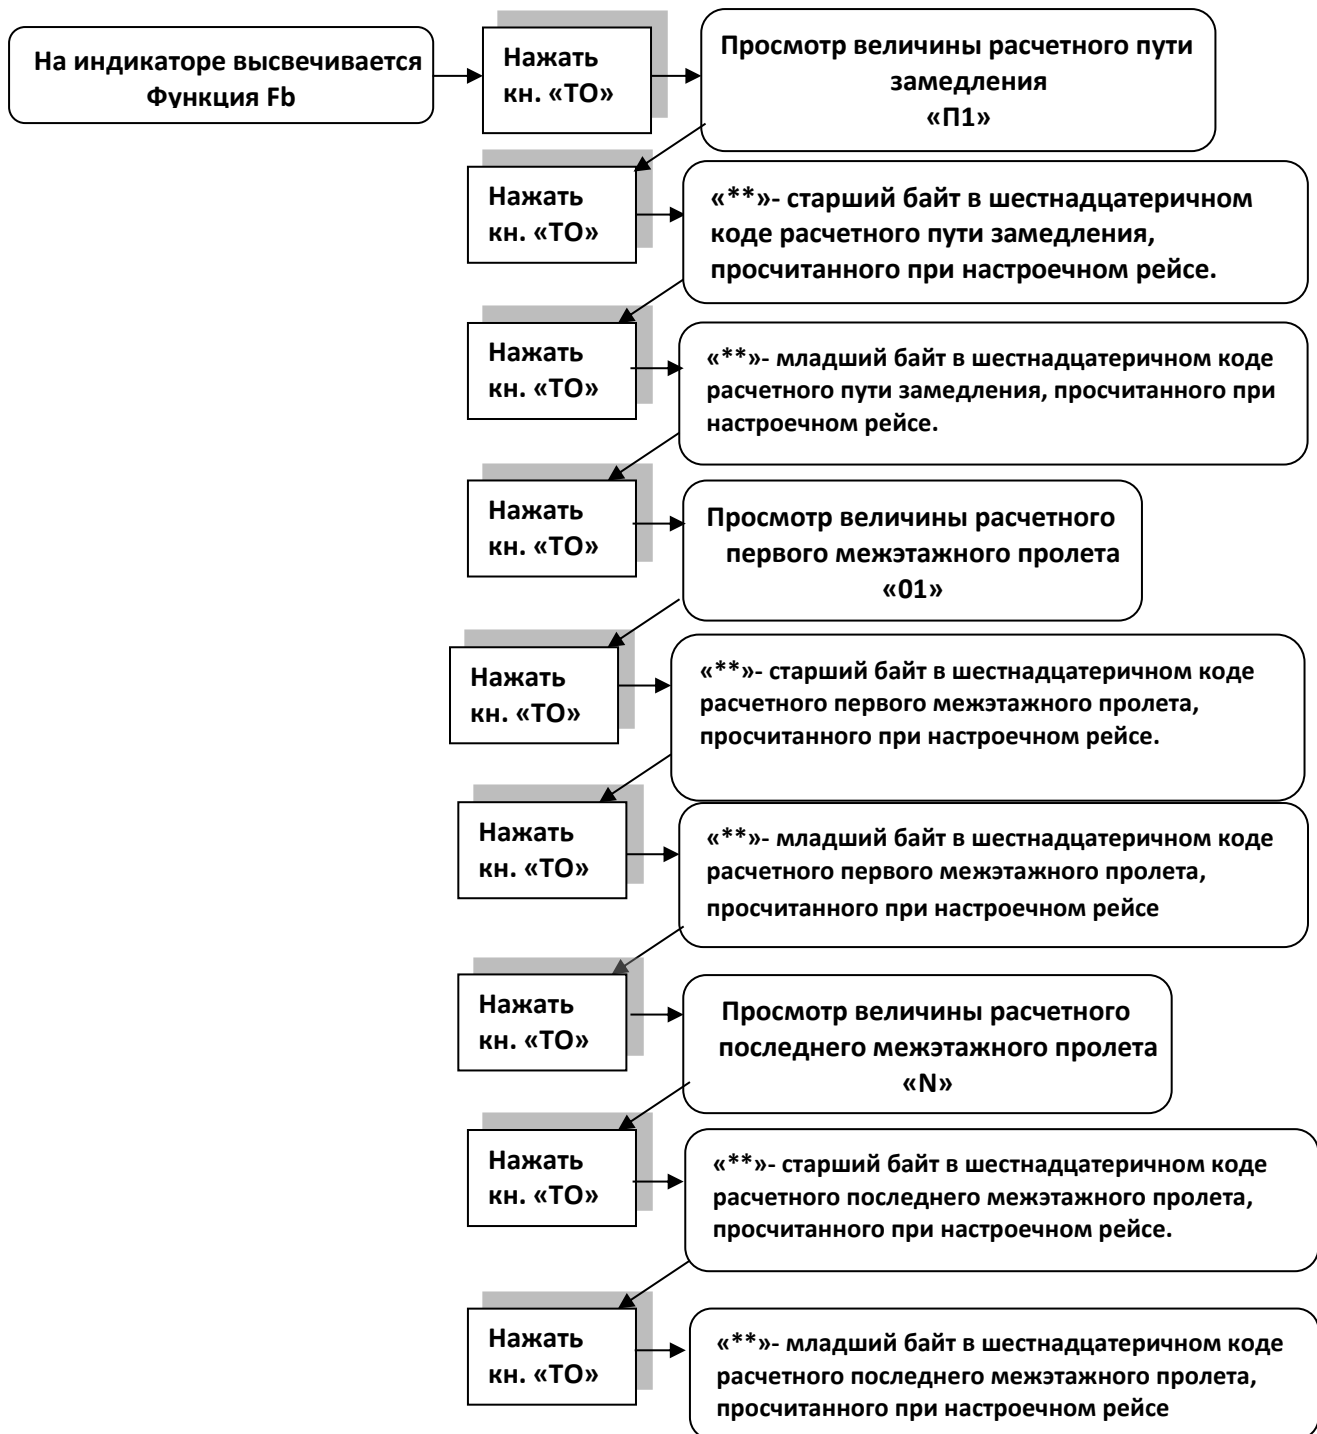 На индикаторе высвечивается
Функция Fb
Нажать
кн. «ТО»
Просмотр величины расчетного пути
замедления
«П1»
Нажать
кн. «ТО»
«**»- старший байт в шестнадцатеричном
коде расчетного пути замедления,
просчитанного при настроечном рейсе.
Нажать
кн. «ТО»
«**»- младший байт в шестнадцатеричном коде
расчетного пути замедления, просчитанного при
настроечном рейсе.
Нажать
кн. «ТО»
Просмотр величины расчетного
первого межэтажного пролета
«01»
Нажать
кн. «ТО»
«**»- старший байт в шестнадцатеричном коде
расчетного первого межэтажного пролета,
просчитанного при настроечном рейсе.
Нажать
кн. «ТО»
«**»- младший байт в шестнадцатеричном коде
расчетного первого межэтажного пролета,
просчитанного при настроечном рейсе
Нажать
кн. «ТО»
Просмотр величины расчетного
последнего межэтажного пролета
«N»
Нажать
кн. «ТО»
«**»- старший байт в шестнадцатеричном коде
расчетного последнего межэтажного пролета,
просчитанного при настроечном рейсе.
Нажать
кн. «ТО»
«**»- младший байт в шестнадцатеричном коде
расчетного последнего межэтажного пролета,
просчитанного при настроечном рейсе